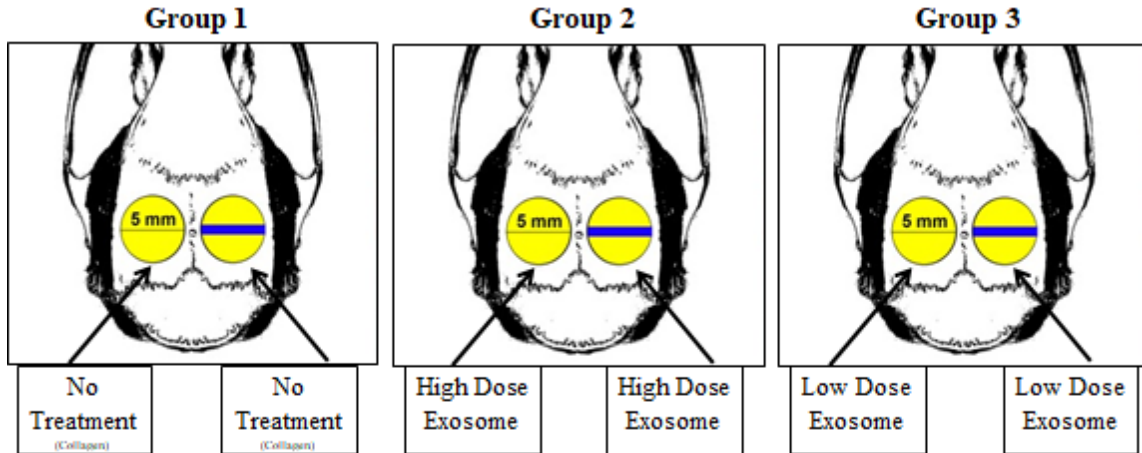 Group 1
Group 2
Group 3
5 mm
5 mm
5 mm
No
Treatment
(Collagen)
No
Treatment
(Collagen)
High Dose
Exosome
High Dose
Exosome
Low Dose
Exosome
Low Dose
Exosome